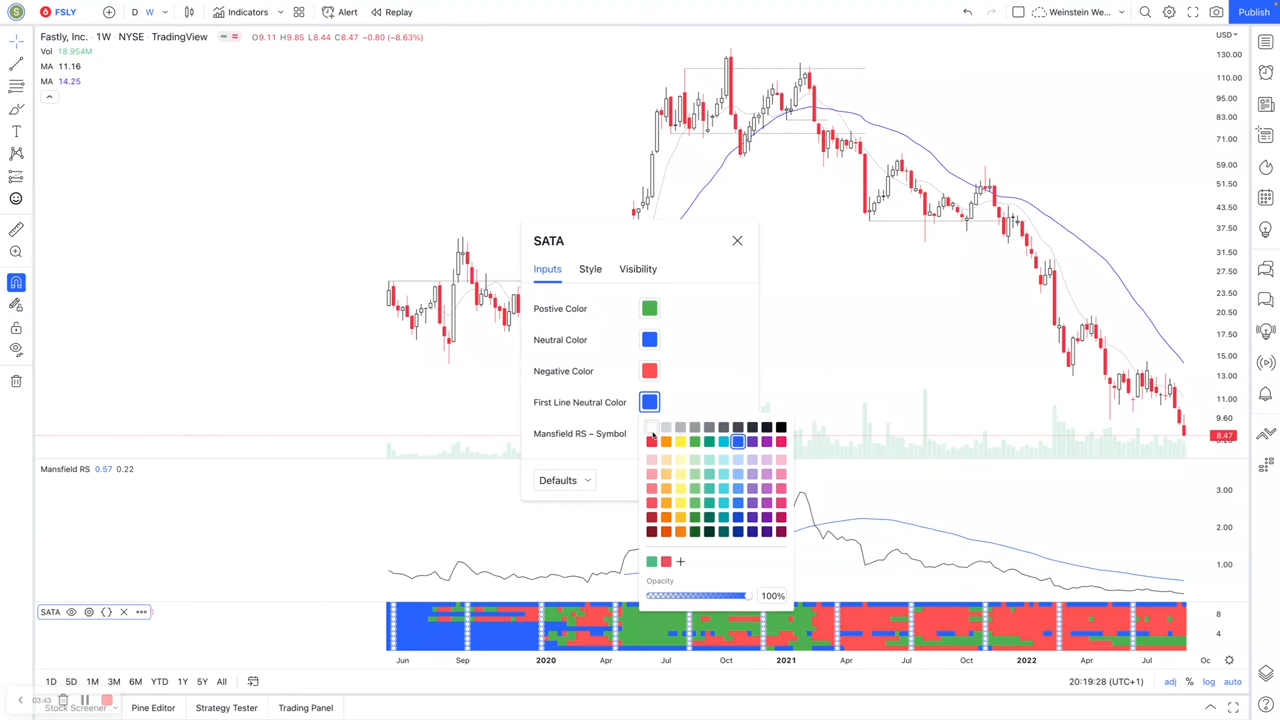 S FSLY D W Indicators Alert Replay Weinstein We... Publish
Fastly, Inc. 1W NYSE TradingView O9.11 H9.85 L8.44 C8.47 −0.80 (−8.63%) USD
Vol 18.954M
MA 11.16
MA 14.25
130.00
110.00
95.00
83.00
71.00
59.00
51.50
43.50
37.50
31.50
27.50
23.50
20.50
17.50
15.00
13.00
11.00
9.60
8.47
SATA
Inputs Style Visibility
Postive Color
Neutral Color
Negative Color
First Line Neutral Color
Mansfield RS – Symbol
Defaults
Opacity
100%
Mansfield RS 0.57 0.22
3.00
2.00
1.00
SATA
8
4
Jun Sep 2020 Apr Jul Oct 2021 Apr Jul Oct 2022 Apr Jul Oc
1D 5D 1M 3M 6M YTD 1Y 5Y All 20:19:28 (UTC+1) adj % log auto
03:43
Stock Screener Pine Editor Strategy Tester Trading Panel